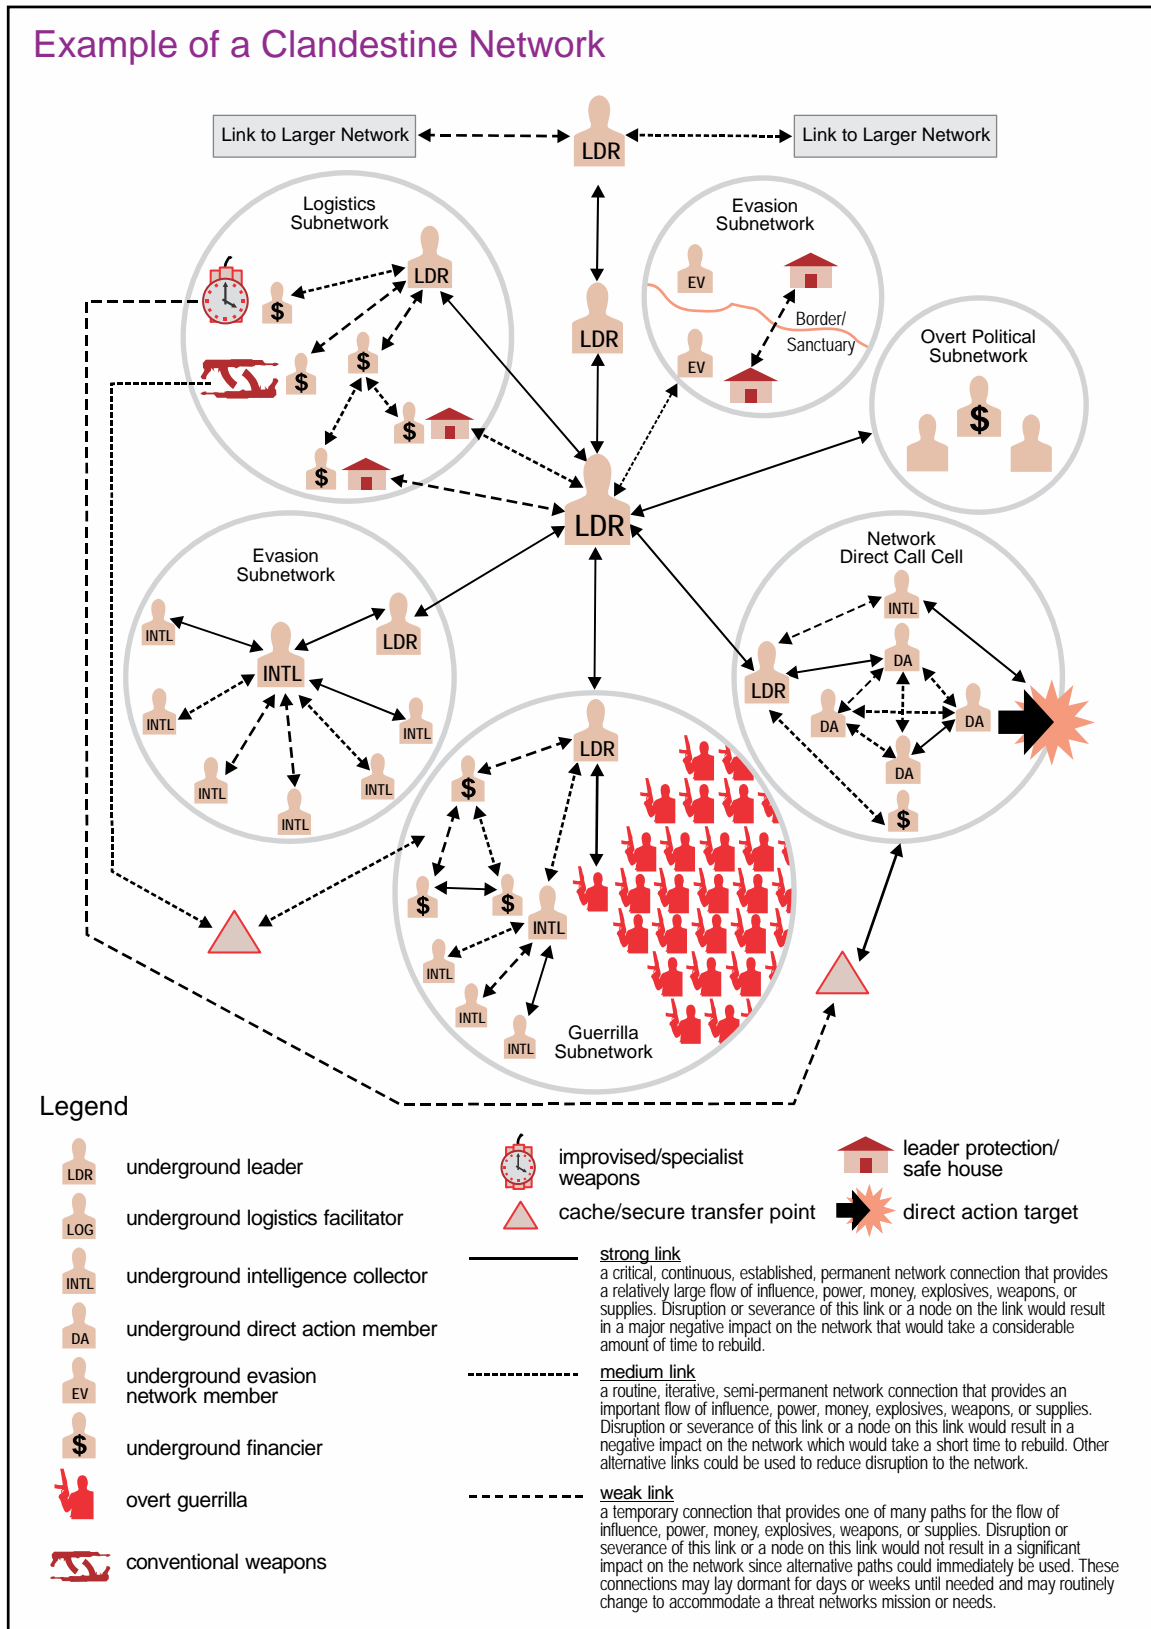 Example of a Clandestine Network
Link to Larger Network
LDR
Link to Larger Network
Logistics
Subnetwork
LDR
$
$
$
$
$
LDR
Evasion
Subnetwork
EV
Border/
Sanctuary
EV
Overt Political
Subnetwork
$
LDR
Evasion
Subnetwork
INTL
LDR
INTL
INTL
INTL
INTL
INTL
INTL
Network
Direct Call Cell
INTL
DA
LDR
DA
DA
DA
$
LDR
$
$
$
INTL
INTL
INTL
INTL
Guerrilla
Subnetwork
Legend
LDR
underground leader
LOG
underground logistics facilitator
INTL
underground intelligence collector
DA
underground direct action member
EV
underground evasion
network member
$
underground financier
overt guerrilla
conventional weapons
improvised/specialist
weapons
cache/secure transfer point
leader protection/
safe house
direct action target
strong link
a critical, continuous, established, permanent network connection that provides
a relatively large flow of influence, power, money, explosives, weapons, or
supplies. Disruption or severance of this link or a node on the link would result
in a major negative impact on the network that would take a considerable
amount of time to rebuild.
medium link
a routine, iterative, semi-permanent network connection that provides an
important flow of influence, power, money, explosives, weapons, or supplies.
Disruption or severance of this link or a node on this link would result in a
negative impact on the network which would take a short time to rebuild. Other
alternative links could be used to reduce disruption to the network.
weak link
a temporary connection that provides one of many paths for the flow of
influence, power, money, explosives, weapons, or supplies. Disruption or
severance of this link or a node on this link would not result in a significant
impact on the network since alternative paths could immediately be used. These
connections may lay dormant for days or weeks until needed and may routinely
change to accommodate a threat networks mission or needs.